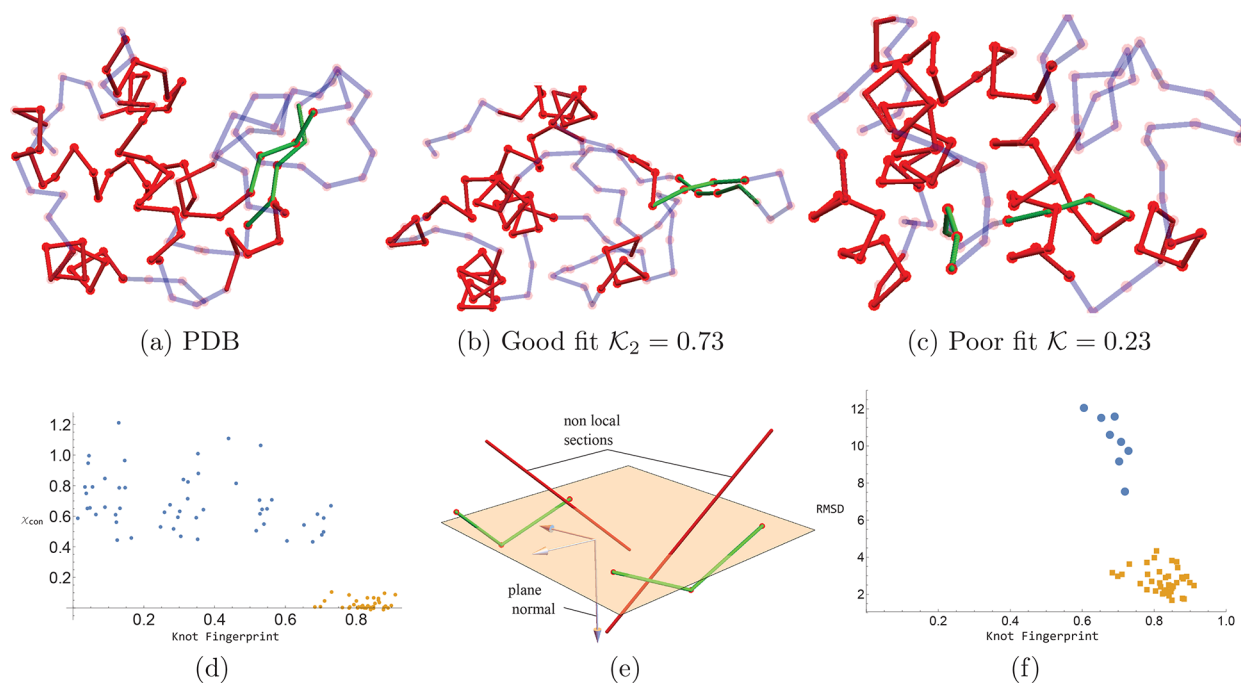 (a) PDB
(b) Good fit 𝒦₂ = 0.73
(c) Poor fit 𝒦 = 0.23
1.2
1.0
0.8
χcon
0.6
0.4
0.2
0.2
0.4
0.6
0.8
Knot Fingerprint
(d)
non local
sections
plane
normal
(e)
12
10
8
RMSD
6
4
2
0.2
0.4
0.6
0.8
1.0
Knot Fingerprint
(f)